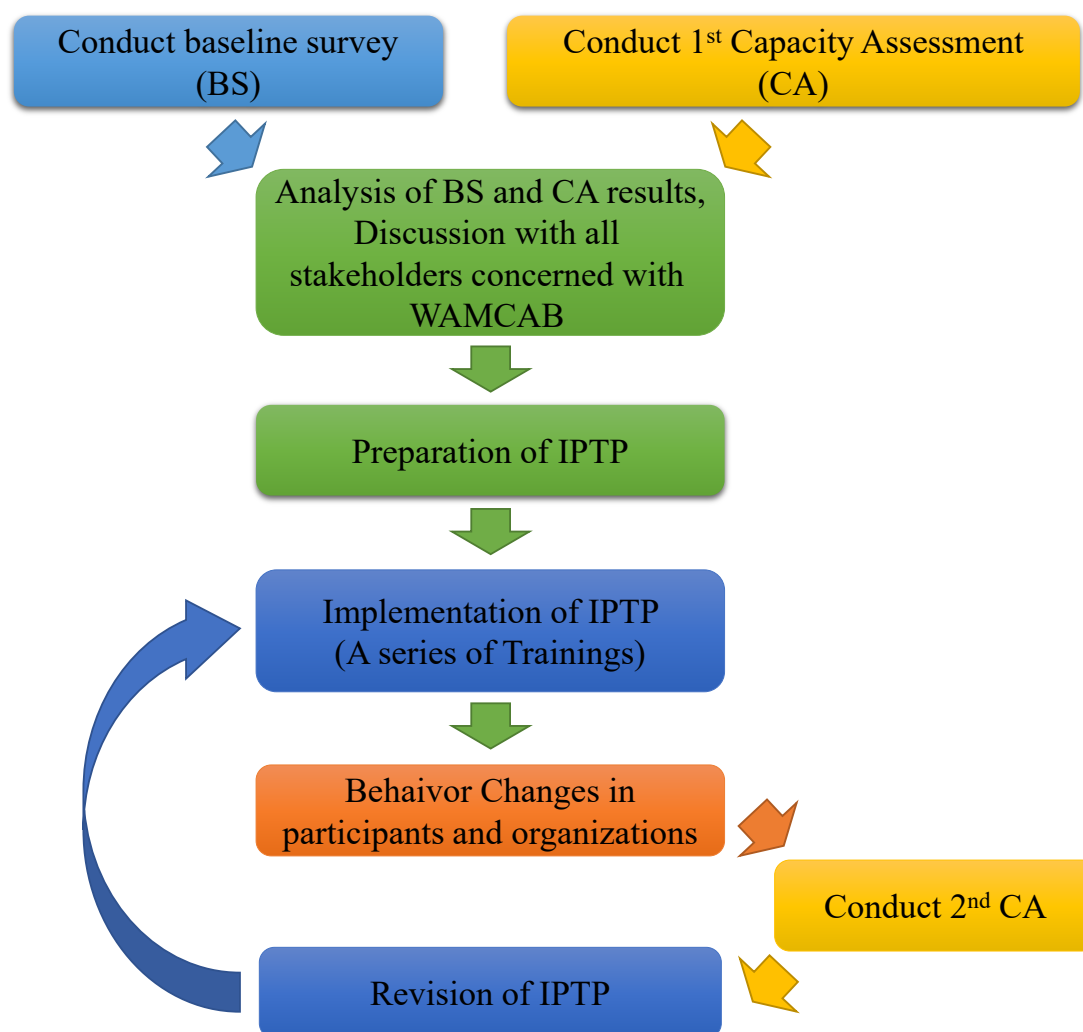 Conduct baseline survey
(BS)
Conduct 1st Capacity Assessment
(CA)
Analysis of BS and CA results,
Discussion with all
stakeholders concerned with
WAMCAB
Preparation of IPTP
Implementation of IPTP
(A series of Trainings)
Behaivor Changes in
participants and organizations
Conduct 2nd CA
Revision of IPTP